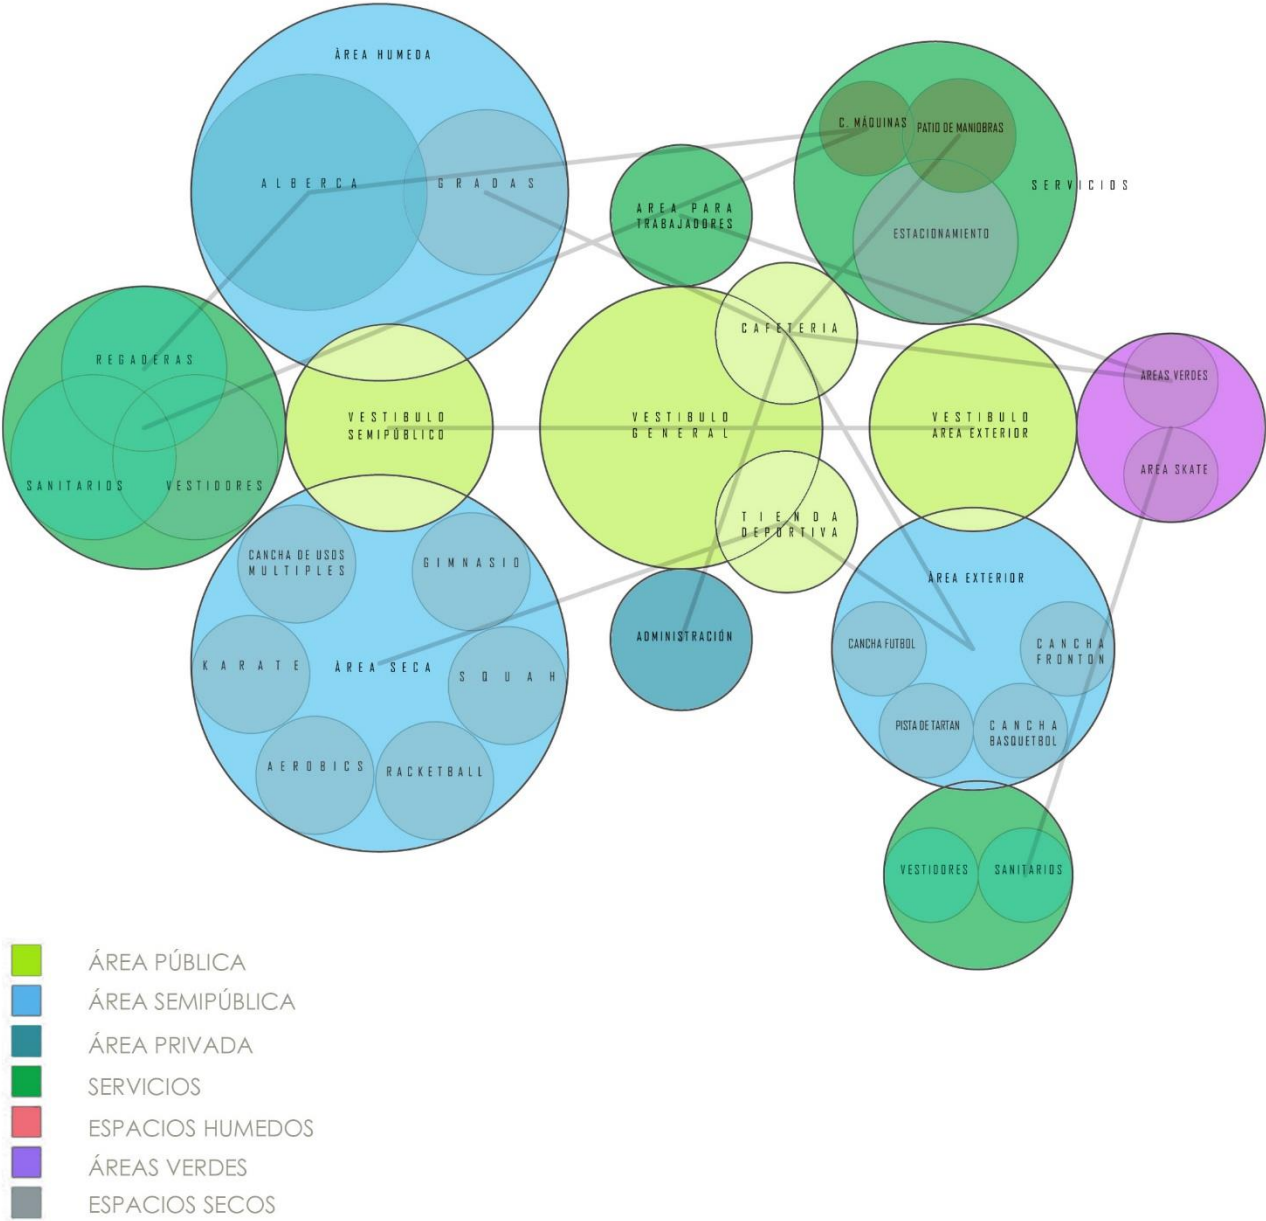 ÀREA HUMEDA
ALBERCA
GRADAS
C. MÁQUINAS
PATIO DE MANIOBRAS
SERVICIOS
ESTACIONAMIENTO
AREA PARA
TRABAJADORES
CAFETERIA
REGADERAS
SANITARIOS
VESTIDORES
VESTIBULO
SEMIPÚBLICO
VESTIBULO
GENERAL
VESTIBULO
AREA EXTERIOR
AREAS VERDES
AREA SKATE
TIENDA
DEPORTIVA
CANCHA DE USOS
MULTIPLES
GIMNASIO
KARATE
ÀREA SECA
SQUAH
AEROBICS
RACKETBALL
ADMINISTRACIÓN
ÀREA EXTERIOR
CANCHA FUTBOL
CANCHA
FRONTON
PISTA DE TARTAN
CANCHA
BASQUETBOL
VESTIDORES
SANITARIOS
ÁREA PÚBLICA
ÁREA SEMIPÚBLICA
ÁREA PRIVADA
SERVICIOS
ESPACIOS HUMEDOS
ÁREAS VERDES
ESPACIOS SECOS